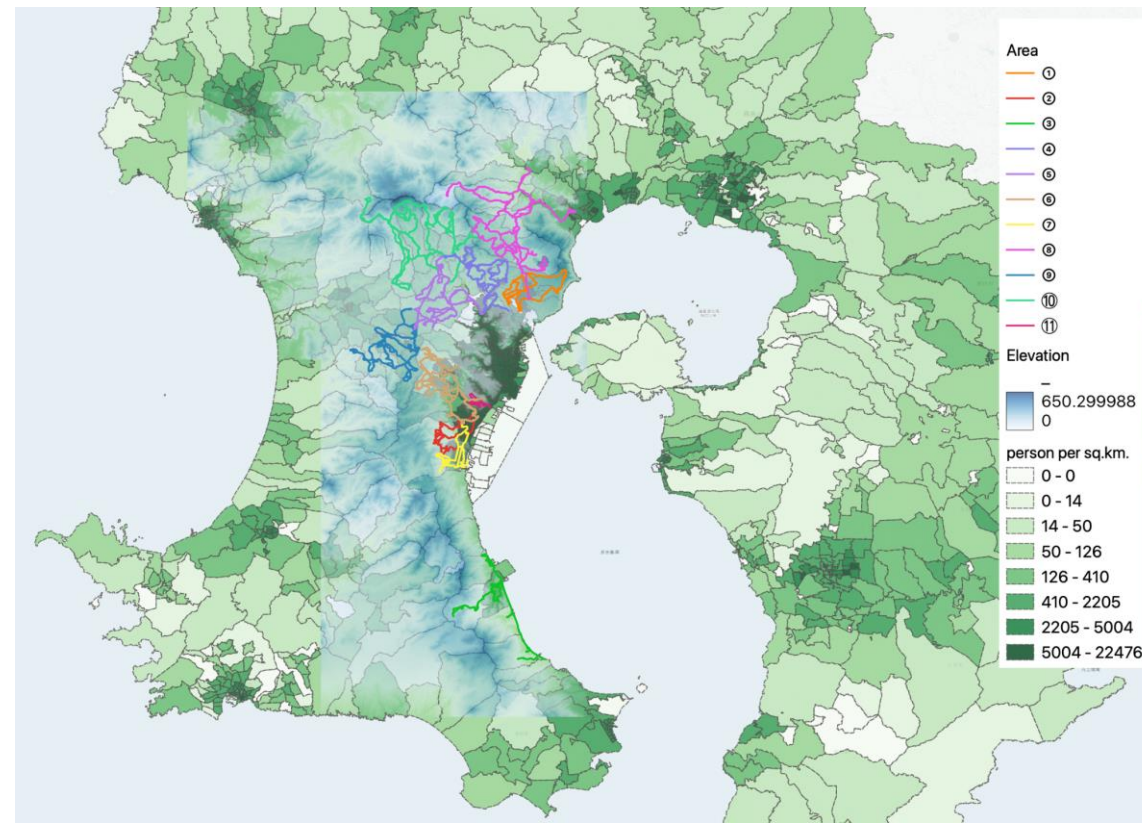 Area
①
②
③
④
⑤
⑥
⑦
⑧
⑨
⑩
⑪
Elevation
–
650.299988
0
person per sq.km.
0 - 0
0 - 14
14 - 50
50 - 126
126 - 410
410 - 2205
2205 - 5004
5004 - 22476